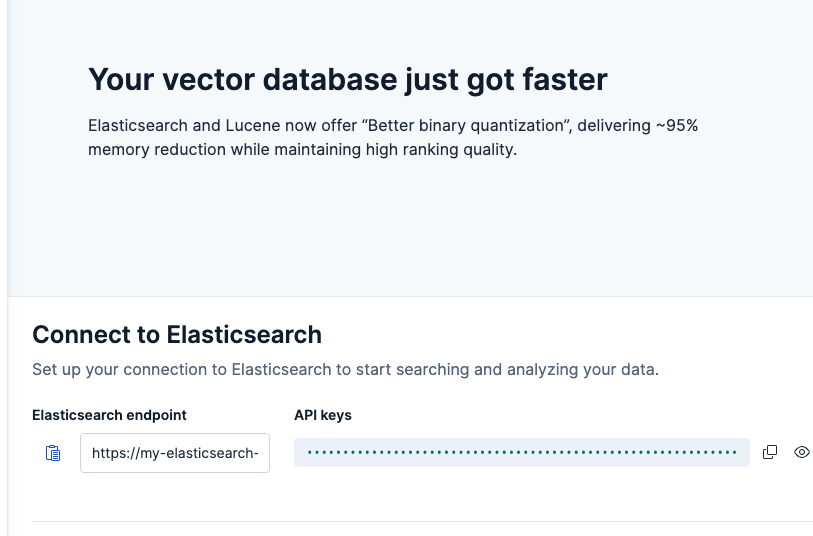 Your vector database just got faster
Elasticsearch and Lucene now offer “Better binary quantization”, delivering ~95%
memory reduction while maintaining high ranking quality.
Connect to Elasticsearch
Set up your connection to Elasticsearch to start searching and analyzing your data.
Elasticsearch endpoint
API keys
https://my-elasticsearch-